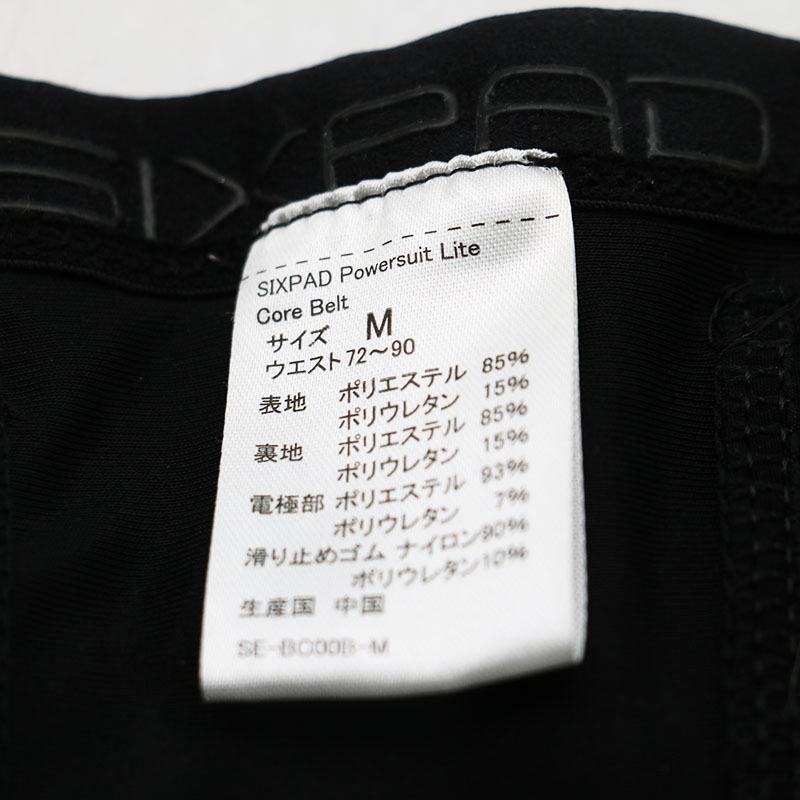 SIXPAD
SIXPAD Powersuit Lite
Core Belt
サイズ M
ウエスト72～90
表地 ポリエステル 85%
ポリウレタン 15%
裏地 ポリエステル 85%
ポリウレタン 15%
電極部 ポリエステル 93%
ポリウレタン 7%
滑り止めゴム ナイロン90%
ポリウレタン10%
生産国 中国
SE-BC00B-M